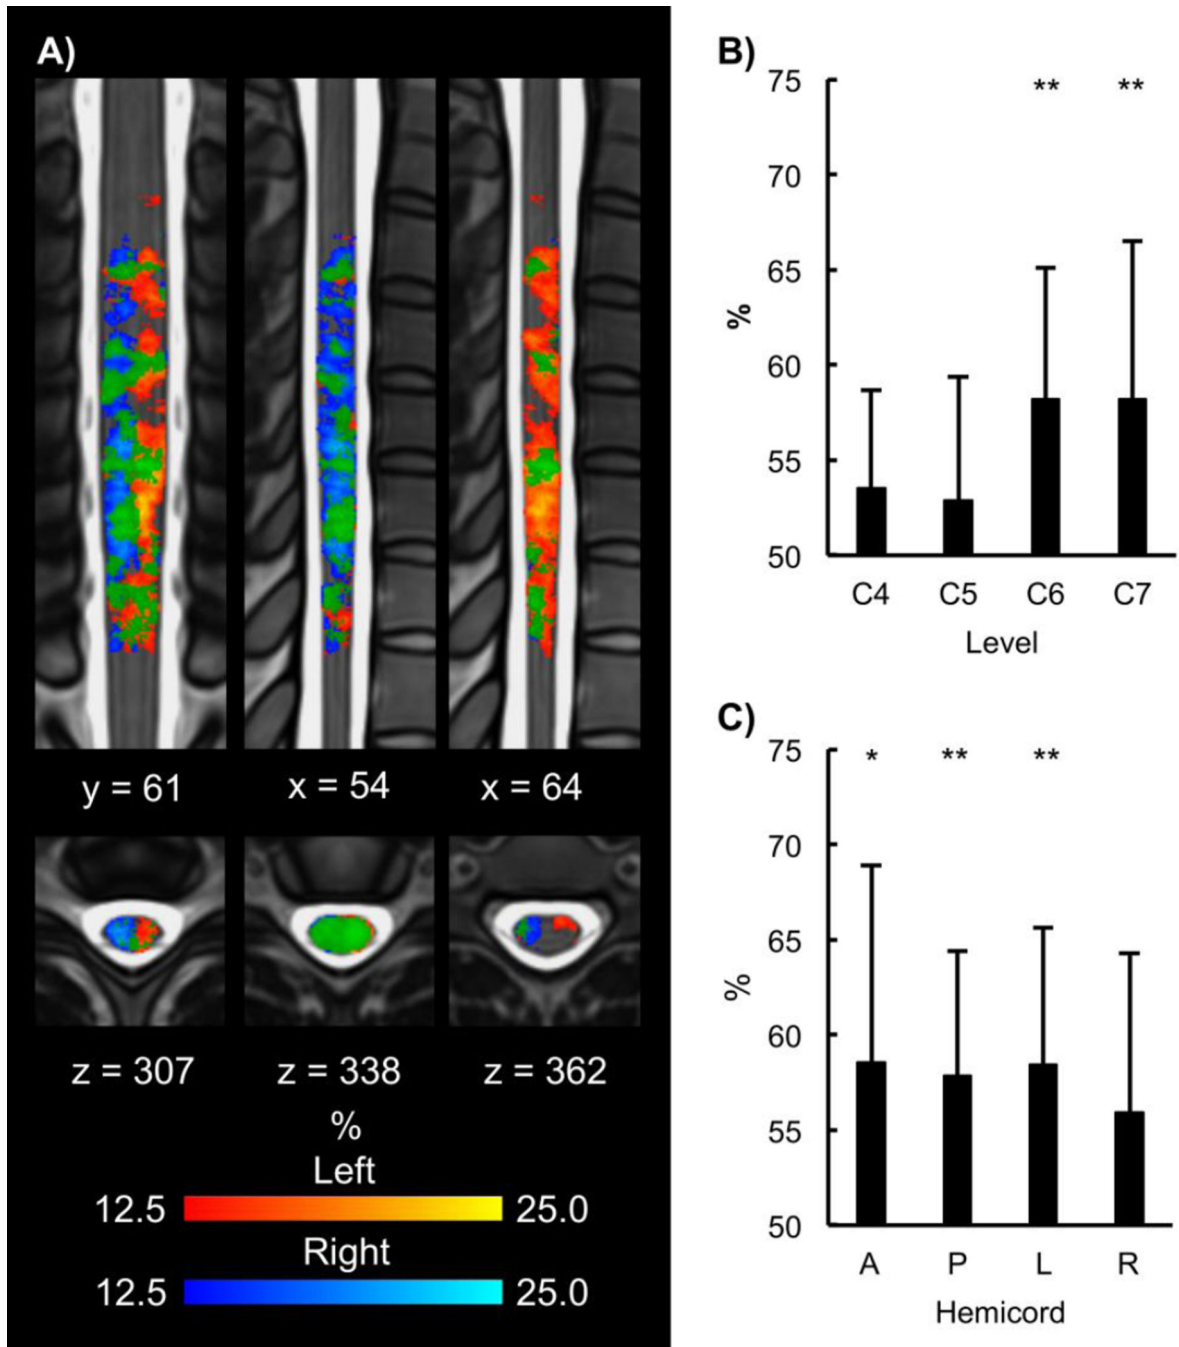 A)
y = 61
x = 54
x = 64
z = 307
z = 338
z = 362
%
Left
12.5
25.0
Right
12.5
25.0
B)
75
70
65
60
55
50
%
** **
C4 C5 C6 C7
Level
C)
75
70
65
60
55
50
%
* ** **
A P L R
Hemicord